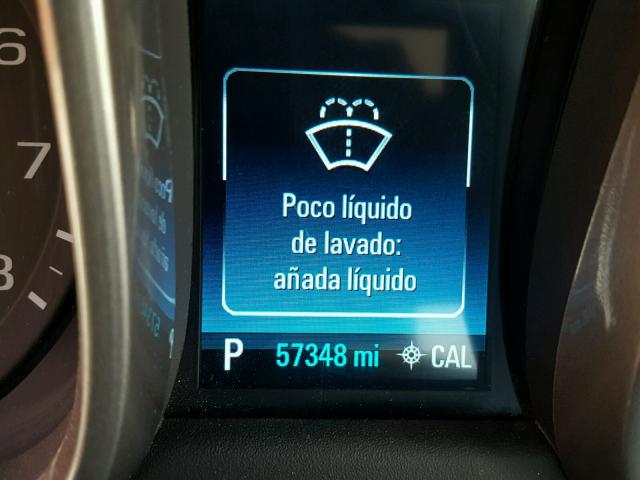 6
7
8
Poco líquido
de lavado:
añada líquido
P 57348 mi CAL